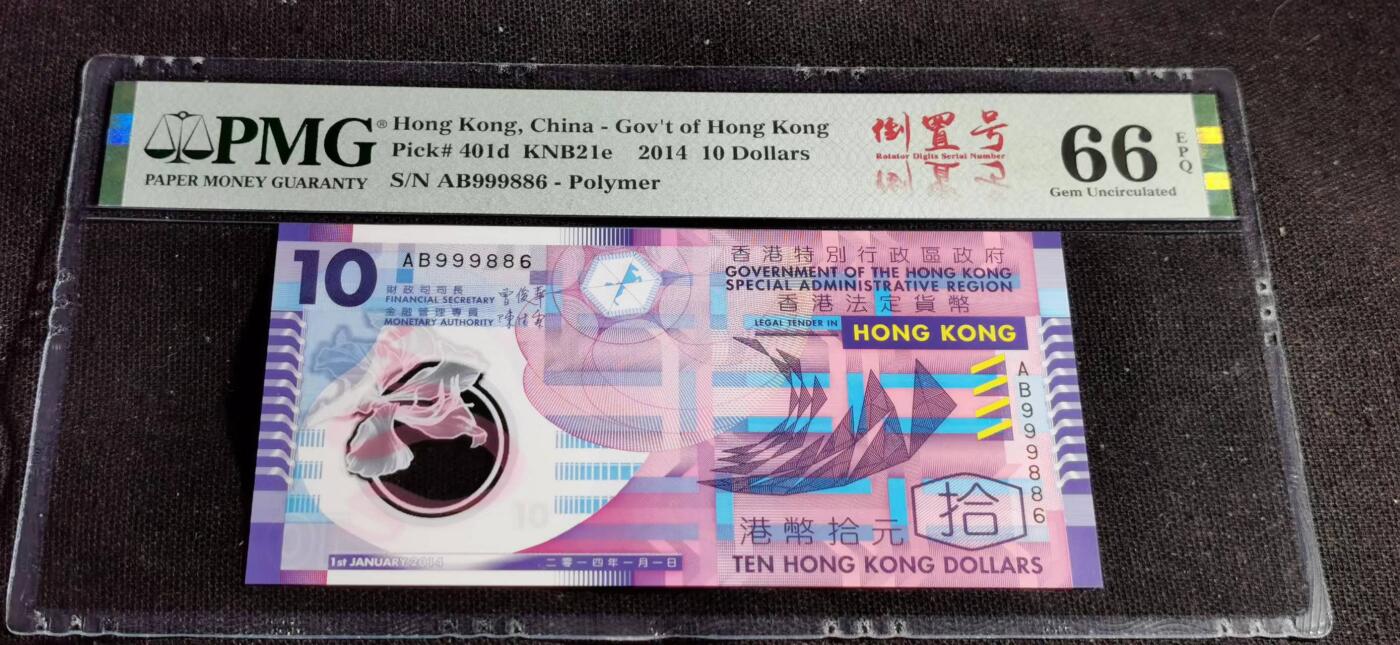 PMG®
PAPER MONEY GUARANTY
Hong Kong, China - Gov't of Hong Kong
Pick# 401d KNB21e 2014 10 Dollars
S/N AB999886 - Polymer
倒置号
Rotator Digits Serial Number
66
EPQ
Gem Uncirculated
10
AB999886
財政司司長
FINANCIAL SECRETARY
金融管理專員
MONETARY AUTHORITY
香港特別行政區政府
GOVERNMENT OF THE HONG KONG
SPECIAL ADMINISTRATIVE REGION
香港法定貨幣
LEGAL TENDER IN
HONG KONG
AB999886
10
拾
港幣拾元
TEN HONG KONG DOLLARS
1st JANUARY 2014
二零一四年一月一日